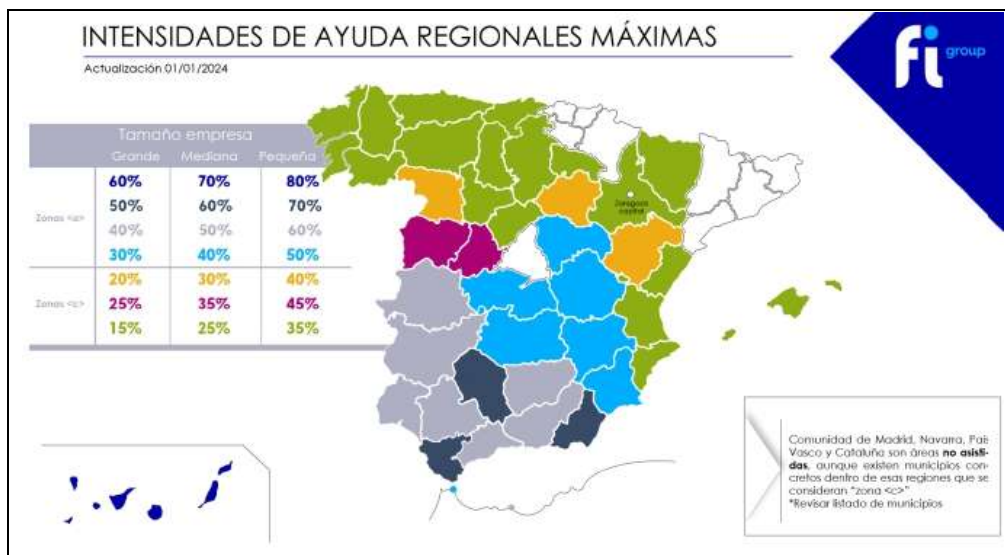 INTENSIDADES DE AYUDA REGIONALES MÁXIMAS
Actualización 01/01/2024
fi group
Tamaño empresa
Grande Mediana Pequeña
60% 70% 80%
50% 60% 70%
Zonas <a>
40% 50% 60%
30% 40% 50%
20% 30% 40%
Zonas <c>
25% 35% 45%
15% 25% 35%
Zaragoza
capital
Comunidad de Madrid, Navarra, Paí
Vasco y Cataluña son áreas no asisti-
das, aunque existen municipios con-
cretos dentro de esas regiones que se
consideran "zona <c>"
*Revisar listado de municipios